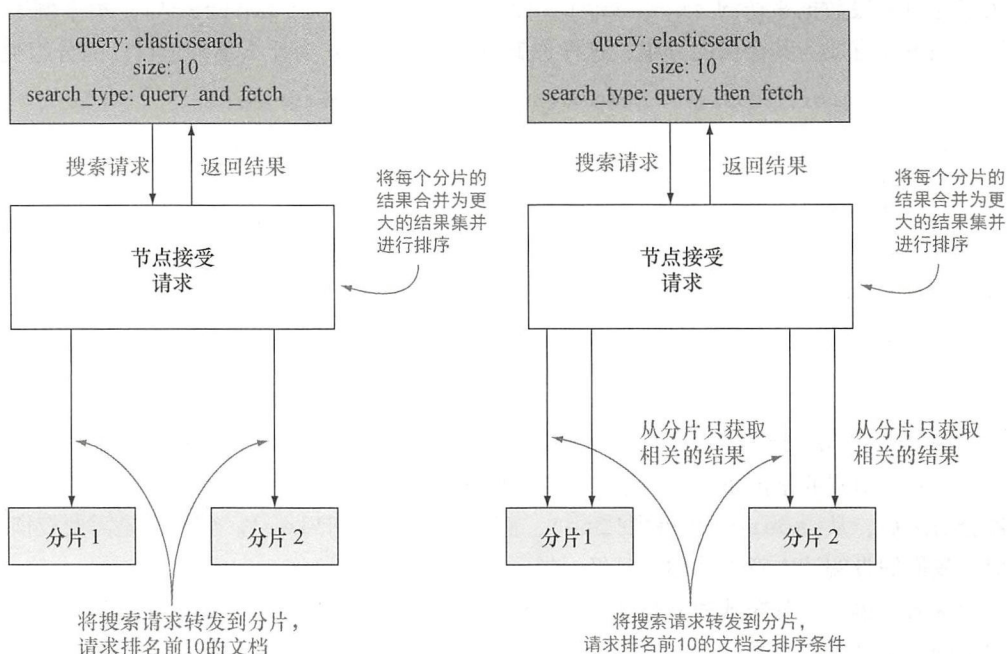 query: elasticsearch
size: 10
search_type: query_and_fetch
搜索请求
返回结果
将每个分片的
结果合并为更
大的结果集并
进行排序
节点接受
请求
分片 1
分片 2
将搜索请求转发到分片，
请求排名前10的文档
query: elasticsearch
size: 10
search_type: query_then_fetch
搜索请求
返回结果
将每个分片的
结果合并为更
大的结果集并
进行排序
节点接受
请求
从分片只获取
相关的结果
从分片只获取
相关的结果
分片1
分片 2
将搜索请求转发到分片，
请求排名前10的文档之排序条件